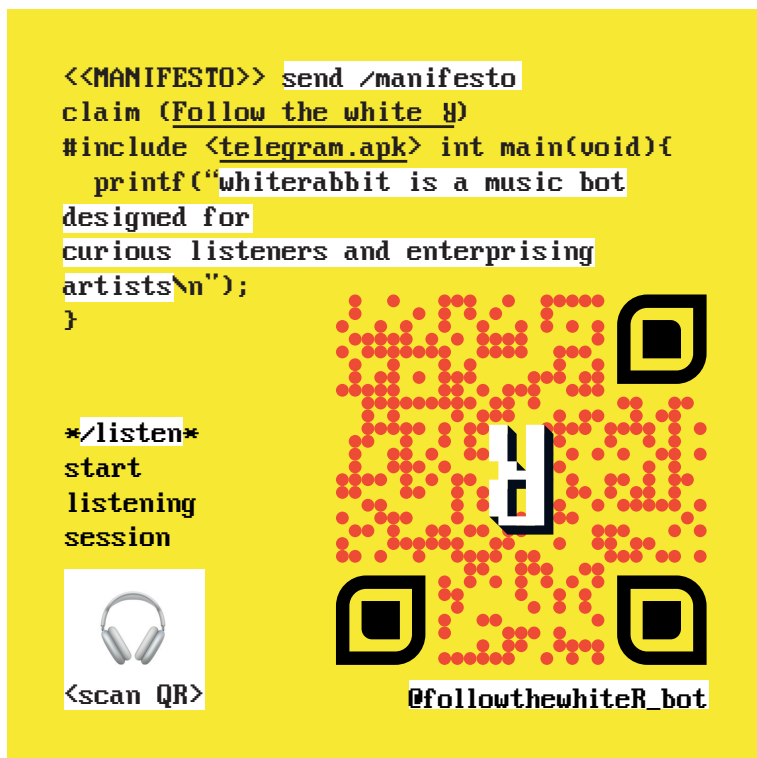 <<MANIFESTO>> send /manifesto
claim (Follow the white ꓤ)
#include <telegram.apk> int main(void){
printf(“whiterabbit is a music bot
designed for
curious listeners and enterprising
artists\n”);
}
*/listen*
start
listening
session
ꓤ
<scan QR>
@followthewhiteR_bot